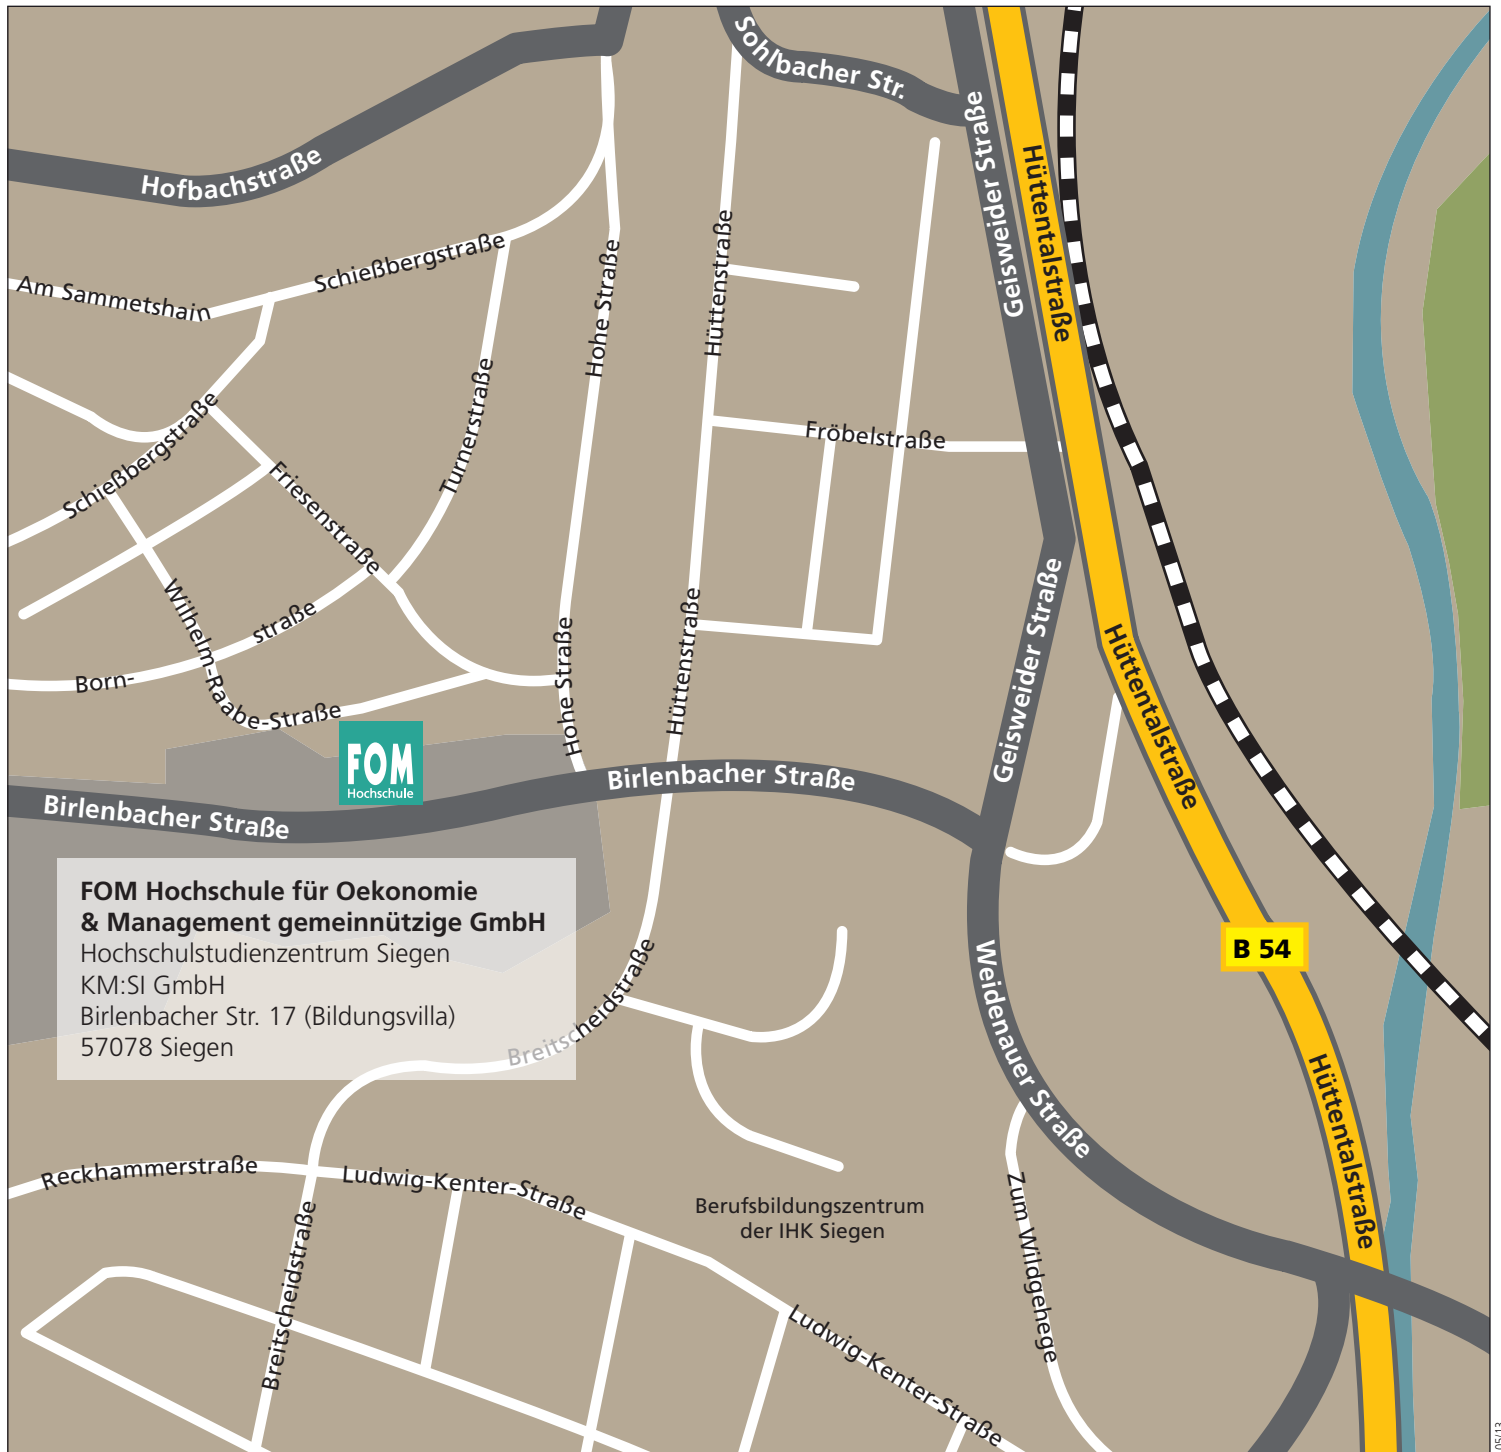 Sohlbacher Str.
Hofbachstraße
Geisweider Straße
Hüttentalstraße
Schießbergstraße
Am Sammetshain
Hohe Straße
Hüttenstraße
Turnerstraße
Schießbergstraße
Fröbelstraße
Friesenstraße
Wilhelm-Raabe-Straße
Born-
straße
Hohe Straße
Hüttenstraße
Geisweider Straße
Hüttentalstraße
FOM
Hochschule
Birlenbacher Straße
Birlenbacher Straße
FOM Hochschule für Oekonomie
& Management gemeinnützige GmbH
Hochschulstudienzentrum Siegen
KM:SI GmbH
Birlenbacher Str. 17 (Bildungsvilla)
57078 Siegen
B 54
Breitscheidstraße
Weidenauer Straße
Hüttentalstraße
Reckhammerstraße
Ludwig-Kenter-Straße
Berufsbildungszentrum
der IHK Siegen
Zum Wildgehege
Breitscheidstraße
Ludwig-Kenter-Straße